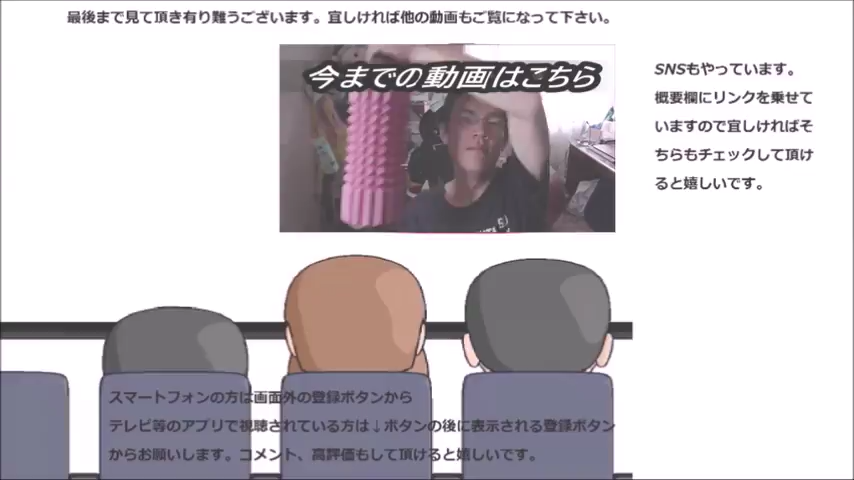 最後まで見て頂き有り難うございます。宜しければ他の動画もご覧になって下さい。
今までの動画はこちら
SNSもやっています。
概要欄にリンクを乗せて
いますので宜しければそ
ちらもチェックして頂け
ると嬉しいです。
スマートフォンの方は画面外の登録ボタンから
テレビ等のアプリで視聴されている方は↓ボタンの後に表示される登録ボタン
からお願いします。コメント、高評価もして頂けると嬉しいです。